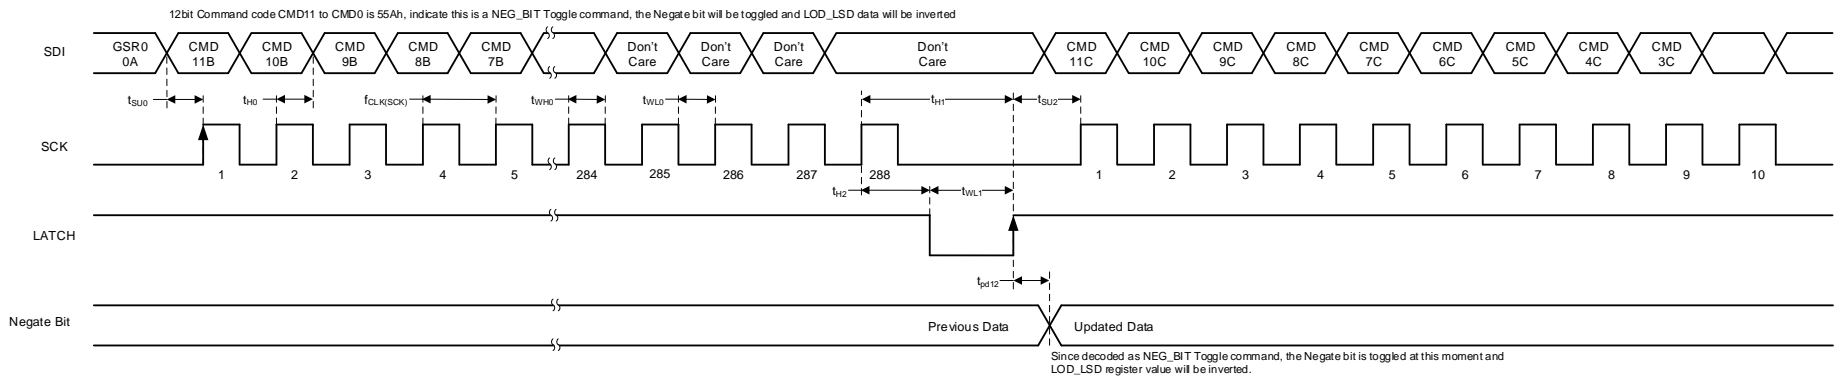 12bit Command code CMD11 to CMD0 is 55Ah, indicate this is a NEG_BIT Toggle command, the Negate bit will be toggled and LOD_LSD data will be inverted
SDI
GSR0 0A
CMD 11B
CMD 10B
CMD 9B
CMD 8B
CMD 7B
Don't Care
Don't Care
Don't Care
Don't Care
CMD 11C
CMD 10C
CMD 9C
CMD 8C
CMD 7C
CMD 6C
CMD 5C
CMD 4C
CMD 3C
tSU0
tH0
fCLK(SCK)
tWH0
tWL0
tH1
tSU2
SCK
1 2 3 4 5 284 285 286 287 288 1 2 3 4 5 6 7 8 9 10
tH2
tWL1
LATCH
tpd12
Negate Bit
Previous Data
Updated Data
Since decoded as NEG_BIT Toggle command, the Negate bit is toggled at this moment and
LOD_LSD register value will be inverted.